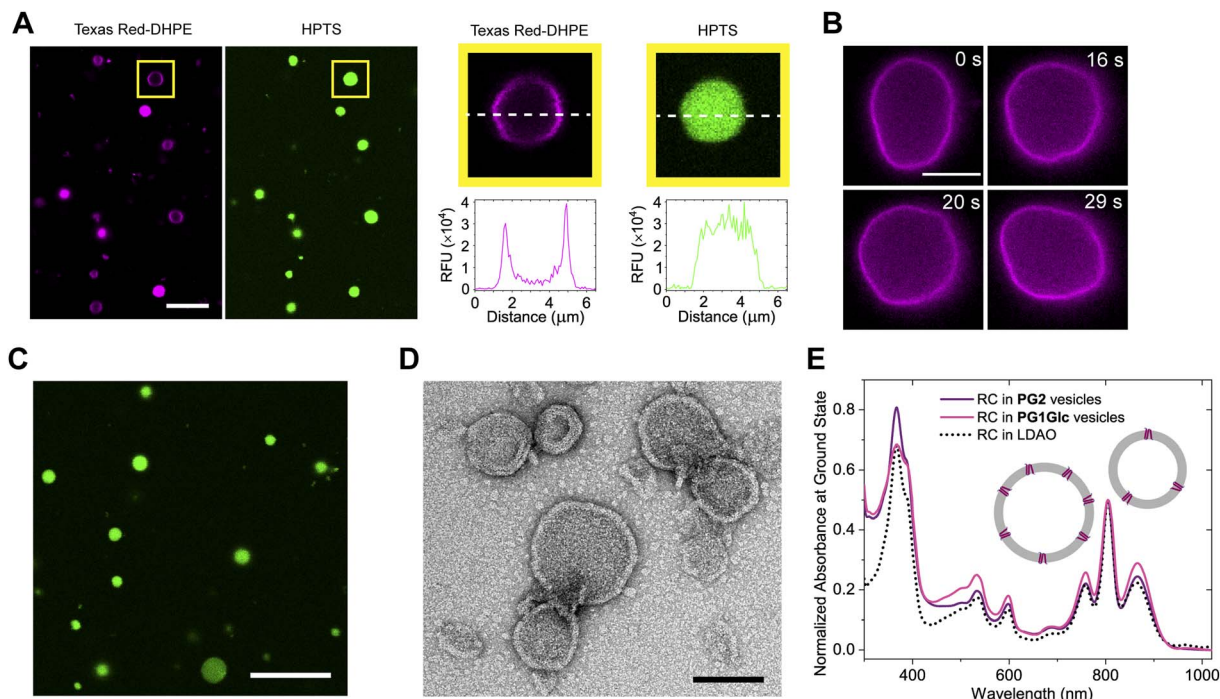 A
Texas Red-DHPE
HPTS
Texas Red-DHPE
HPTS
RFU (×10⁴)
4
3
2
1
0
0 2 4 6
Distance (μm)
RFU (×10⁴)
4
3
2
1
0
0 2 4 6
Distance (μm)
B
0 s
16 s
20 s
29 s
C
D
E
Normalized Absorbance at Ground State
0.8
0.6
0.4
0.2
0.0
RC in PG2 vesicles
RC in PG1Glc vesicles
RC in LDAO
400 600 800 1000
Wavelength (nm)